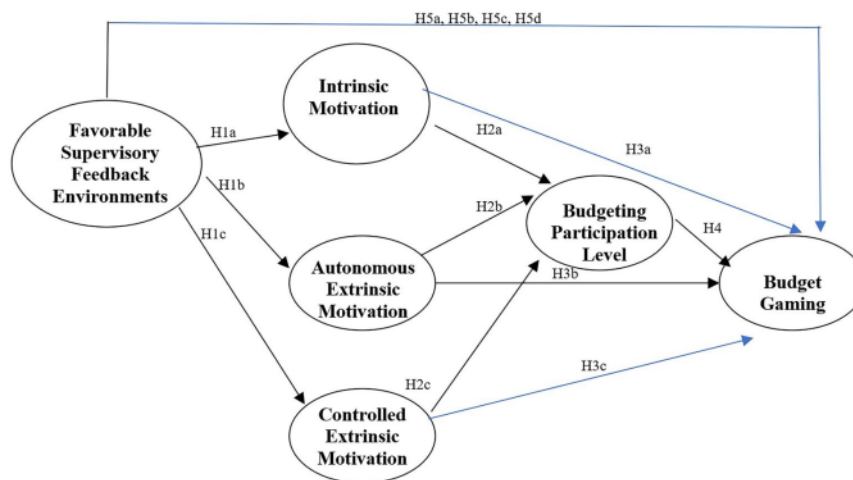 H5a, H5b, H5c, H5d
Intrinsic
Motivation
H1a
Favorable
Supervisory
Feedback
Environments
H2a
H3a
H1b
H2b
Budgeting
Participation
Level
H4
H1c
Autonomous
Extrinsic
Motivation
H3b
Budget
Gaming
H2c
H3c
Controlled
Extrinsic
Motivation